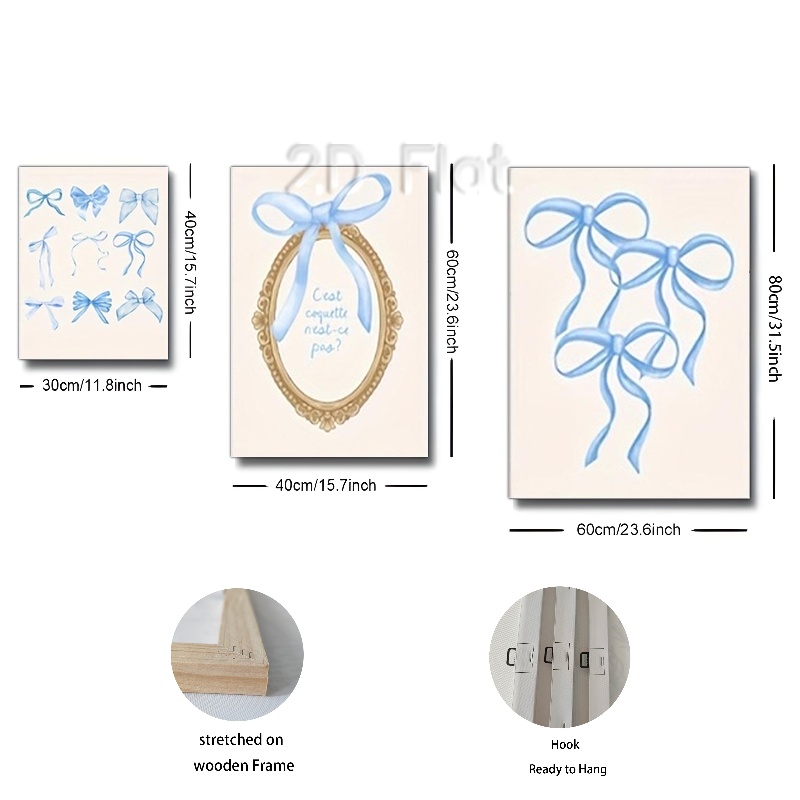 2D Flat
40cm/15.7inch
30cm/11.8inch
C'est
coquette
n'est-ce
pas?
60cm/23.6inch
40cm/15.7inch
80cm/31.5inch
60cm/23.6inch
stretched on
wooden Frame
Hook
Ready to Hang